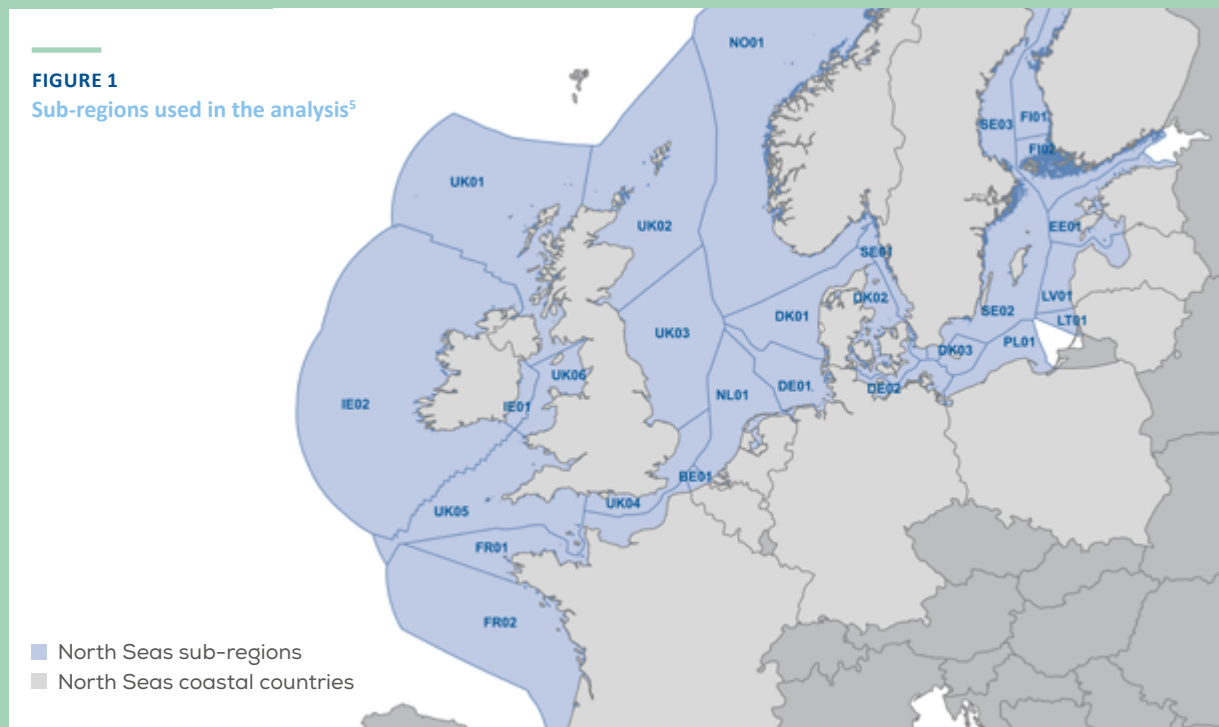 FIGURE 1
Sub-regions used in the analysis⁵
NO01
SE03
FI01
FI02
UK01
UK02
EE01
SE01
DK02
LV01
SE02
LT01
DK01
UK03
PL01
DK03
UK06
DE01
DE02
NL01
IE02
IE01
BE01
UK04
UK05
FR01
FR02
North Seas sub-regions
North Seas coastal countries